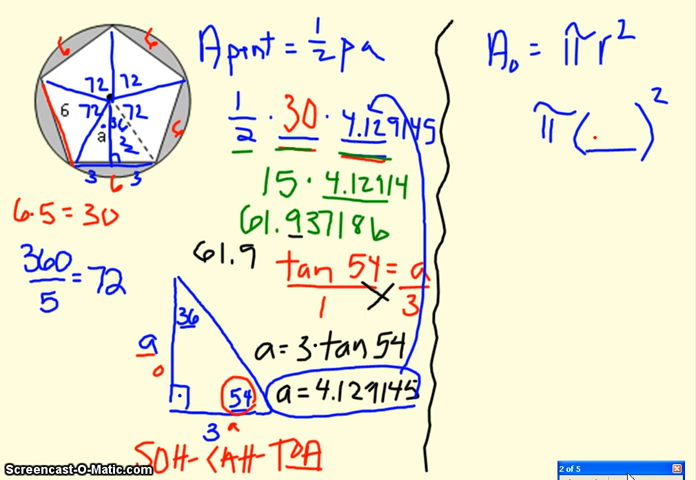 6 6
72 72
6 72 72
36
a 6
3 6 3
6·5=30
360/5 = 72
A pent = 1/2 pa
1/2 · 30 · 4.129145
15 · 4.12914
61.937186
61.9
tan 54 = a
1 3
a = 3·tan 54
a = 4.129145
36
a
o
54
3 a
SOH-CAH-TOA
A = πr²
π( )²
Screencast-O-Matic.com
2 of 5